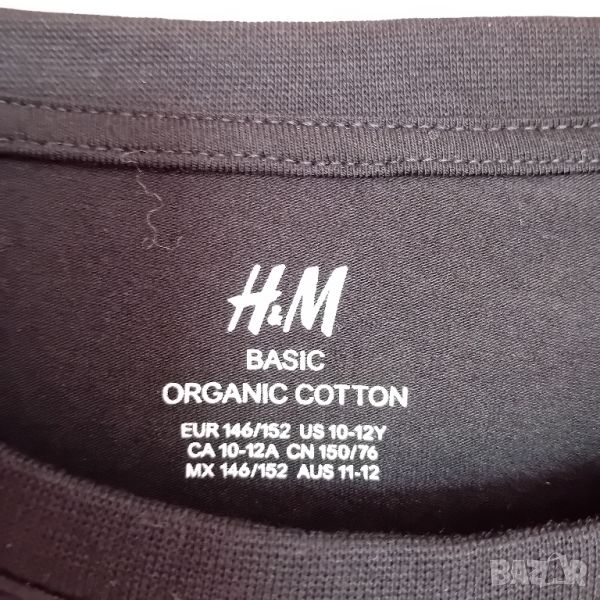 H&M
BASIC
ORGANIC COTTON
EUR 146/152 US 10-12Y
CA 10-12A CN 150/76
MX 146/152 AUS 11-12
BAZAR